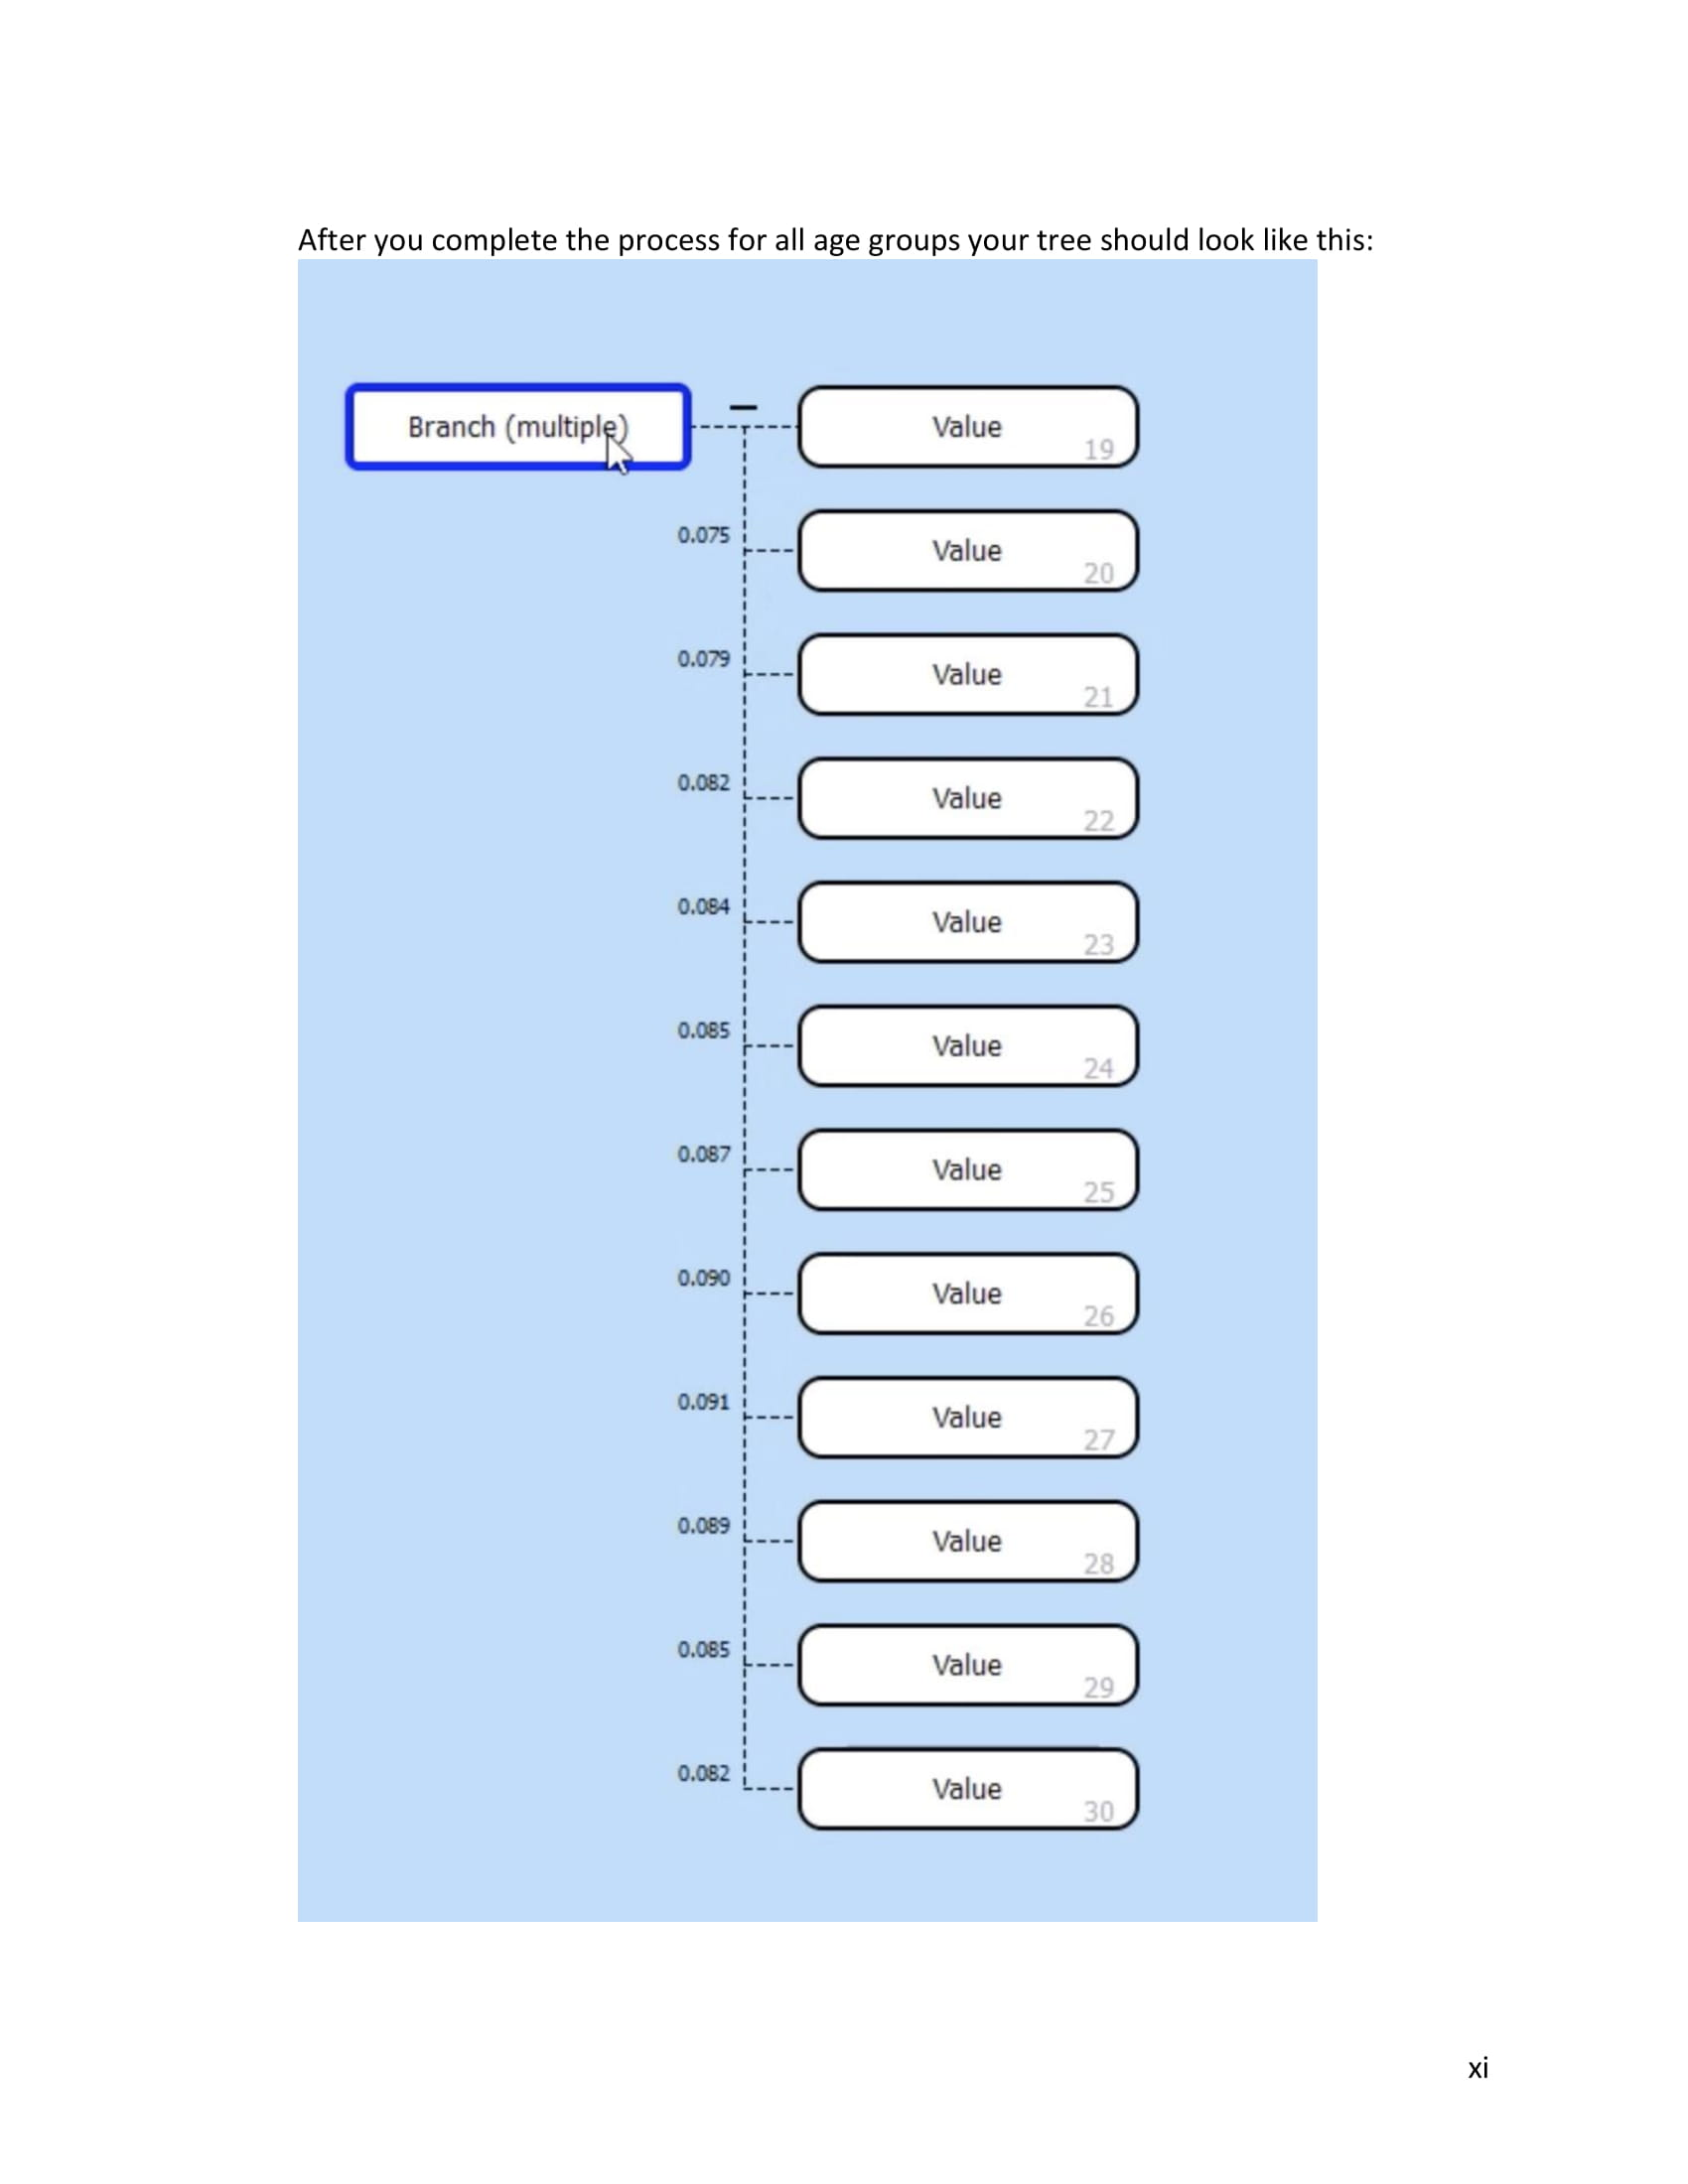 After you complete the process for all age groups your tree should look like this:
Branch (multiple)
Value
19
0.075
Value
20
0.079
Value
21
0.082
Value
22
0.084
Value
23
0.085
Value
24
0.087
Value
25
0.090
Value
26
0.091
Value
27
0.089
Value
28
0.085
Value
29
0.082
Value
30
xi